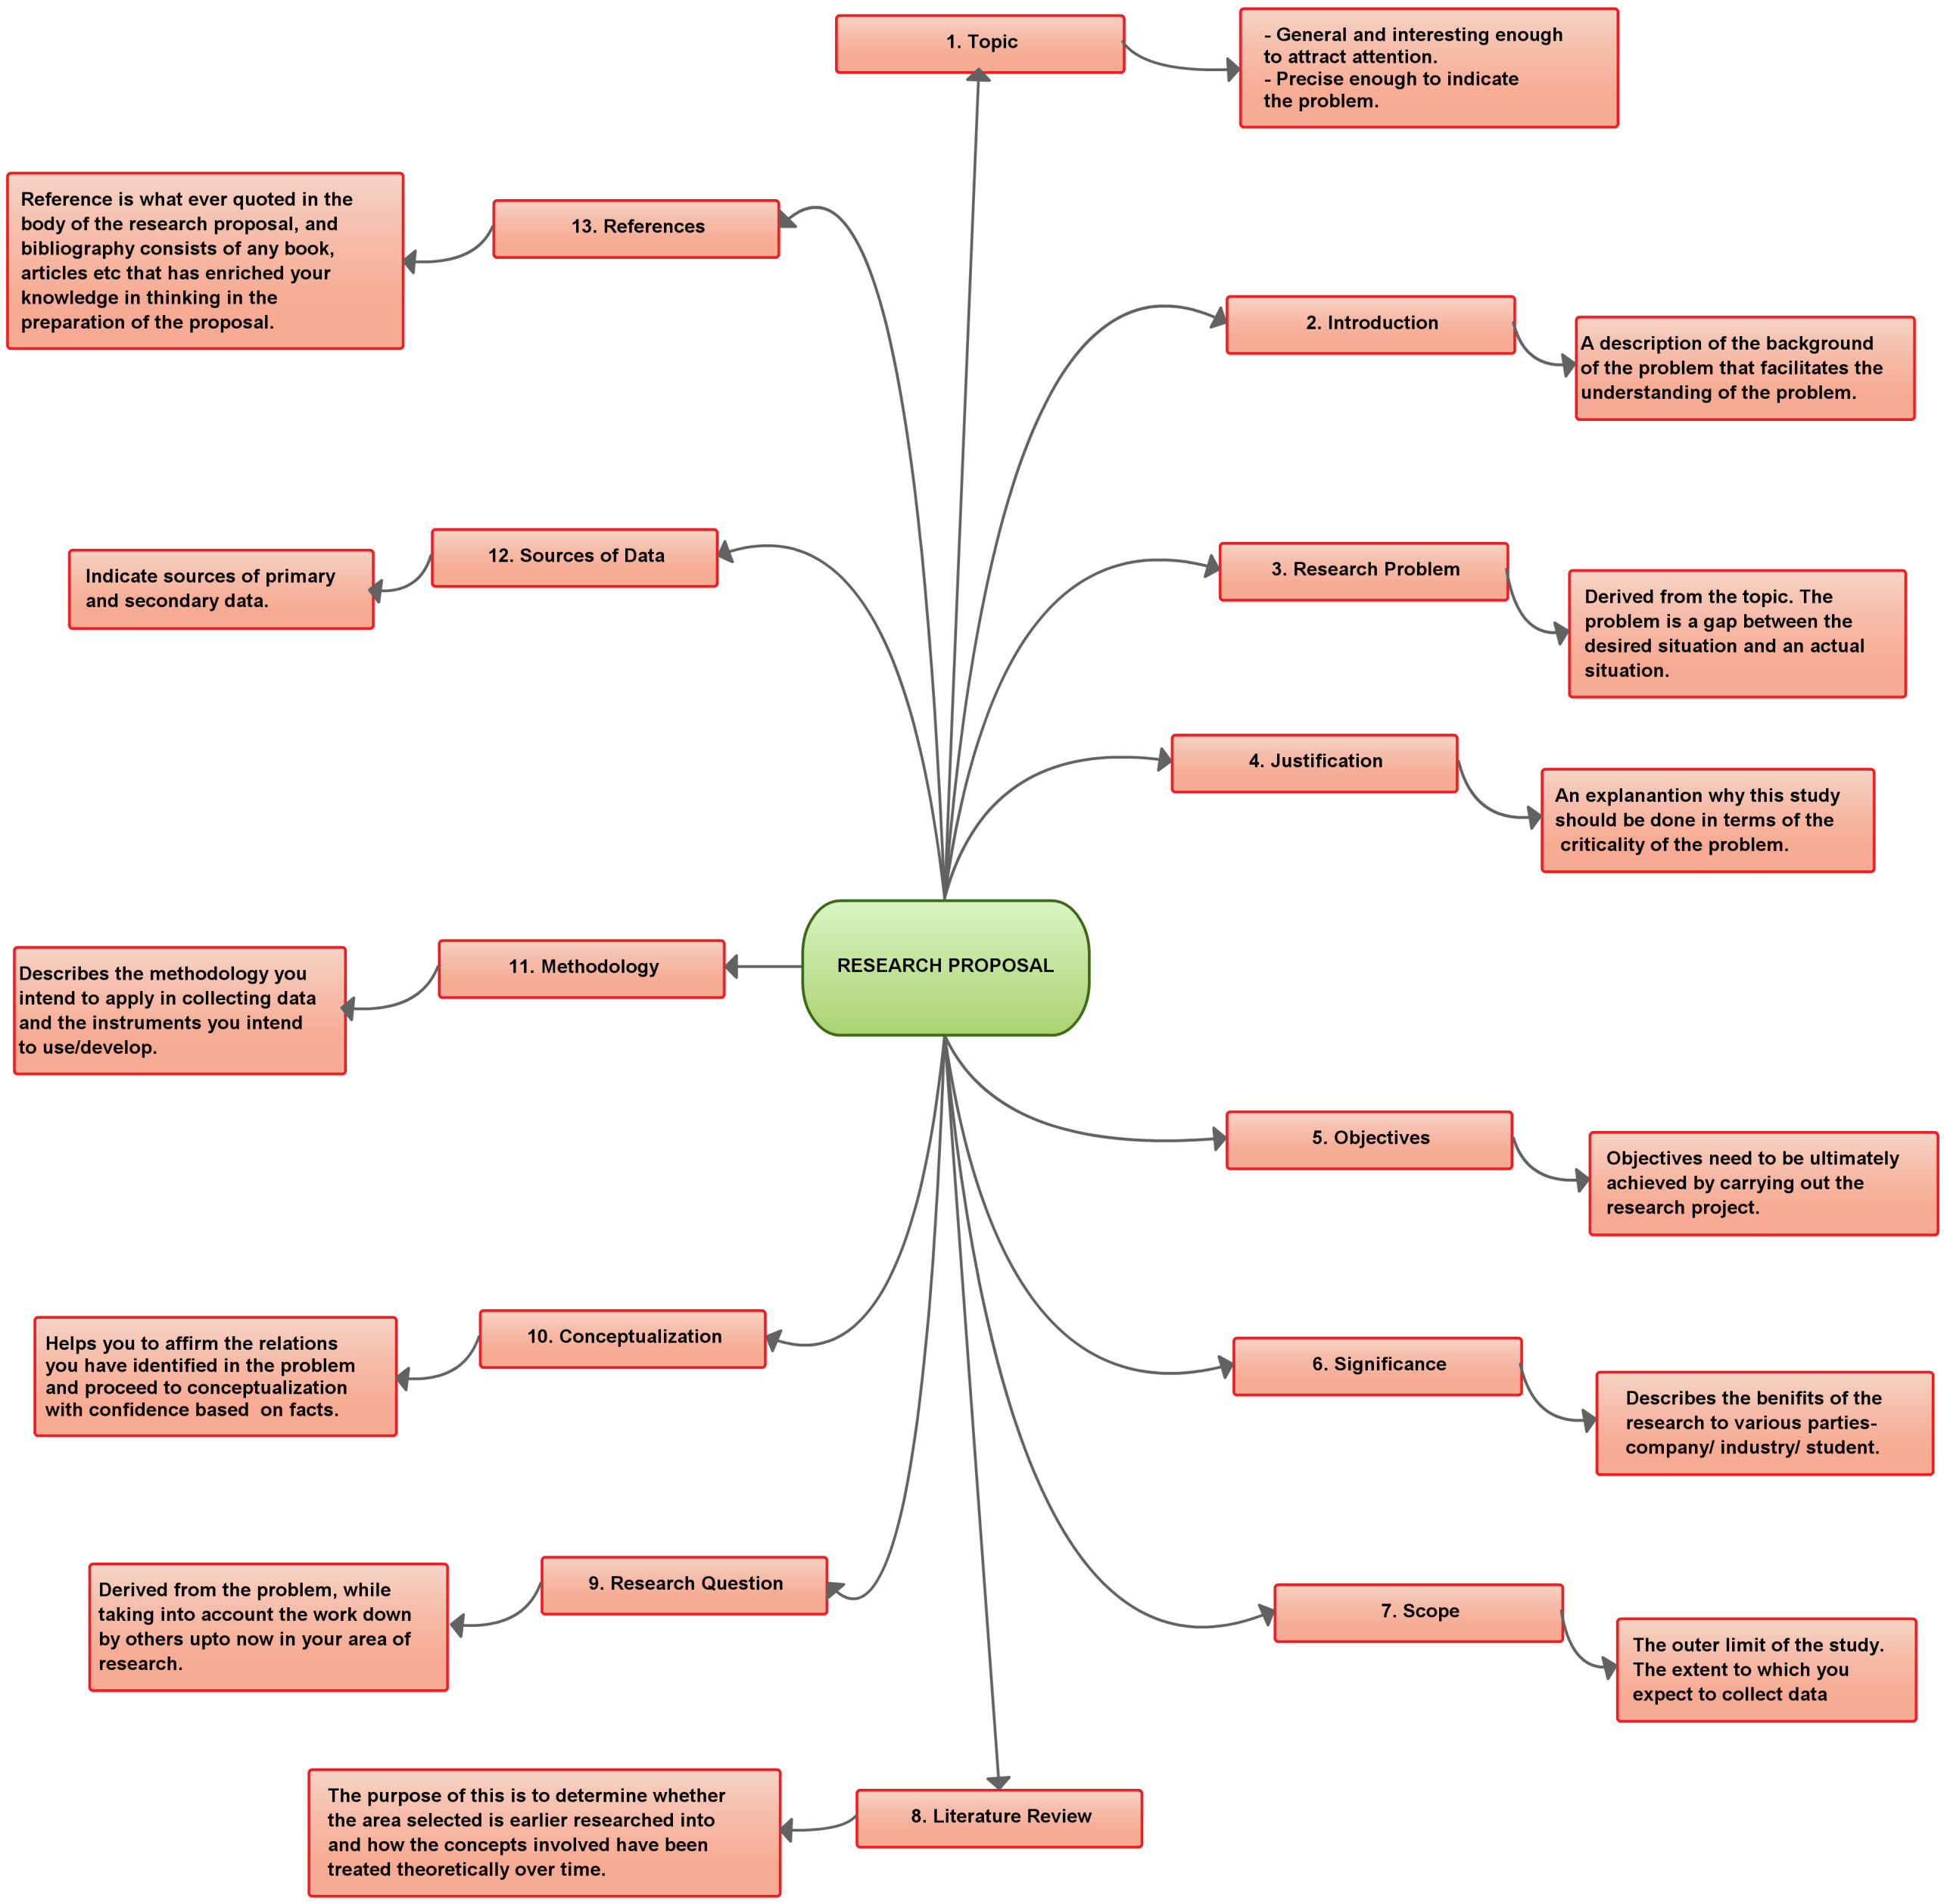 1. Topic
- General and interesting enough
to attract attention.
- Precise enough to indicate
the problem.
13. References
Reference is what ever quoted in the
body of the research proposal, and
bibliography consists of any book,
articles etc that has enriched your
knowledge in thinking in the
preparation of the proposal.
2. Introduction
A description of the background
of the problem that facilitates the
understanding of the problem.
12. Sources of Data
Indicate sources of primary
and secondary data.
3. Research Problem
Derived from the topic. The
problem is a gap between the
desired situation and an actual
situation.
4. Justification
An explanantion why this study
should be done in terms of the
criticality of the problem.
RESEARCH PROPOSAL
11. Methodology
Describes the methodology you
intend to apply in collecting data
and the instruments you intend
to use/develop.
5. Objectives
Objectives need to be ultimately
achieved by carrying out the
research project.
10. Conceptualization
Helps you to affirm the relations
you have identified in the problem
and proceed to conceptualization
with confidence based  on facts.
6. Significance
Describes the benifits of the
research to various parties-
company/ industry/ student.
9. Research Question
Derived from the problem, while
taking into account the work down
by others upto now in your area of
research.
7. Scope
The outer limit of the study.
The extent to which you
expect to collect data
8. Literature Review
The purpose of this is to determine whether
the area selected is earlier researched into
and how the concepts involved have been
treated theoretically over time.